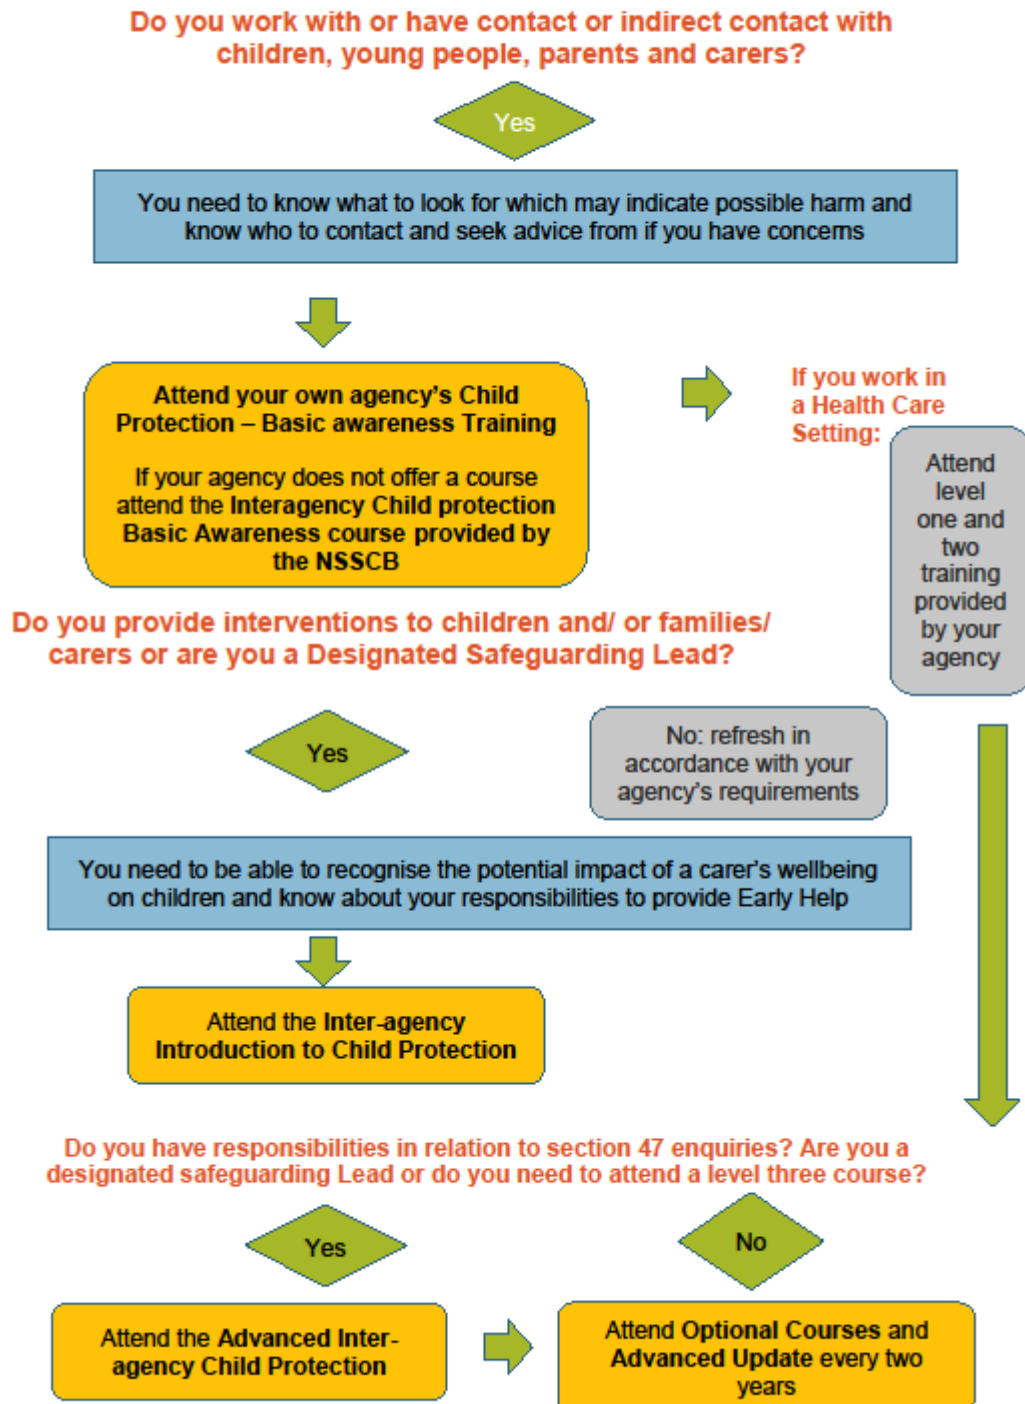 Do you work with or have contact or indirect contact with
children, young people, parents and carers?
Yes
You need to know what to look for which may indicate possible harm and
know who to contact and seek advice from if you have concerns
Attend your own agency's Child
Protection – Basic awareness Training
If your agency does not offer a course
attend the Interagency Child protection
Basic Awareness course provided by
the NSSCB
If you work in
a Health Care
Setting:
Attend
level
one and
two
training
provided
by your
agency
Do you provide interventions to children and/ or families/
carers or are you a Designated Safeguarding Lead?
Yes
No: refresh in
accordance with your
agency's requirements
You need to be able to recognise the potential impact of a carer's wellbeing
on children and know about your responsibilities to provide Early Help
Attend the Inter-agency
Introduction to Child Protection
Do you have responsibilities in relation to section 47 enquiries? Are you a
designated safeguarding Lead or do you need to attend a level three course?
Yes
No
Attend the Advanced Inter-
agency Child Protection
Attend Optional Courses and
Advanced Update every two
years